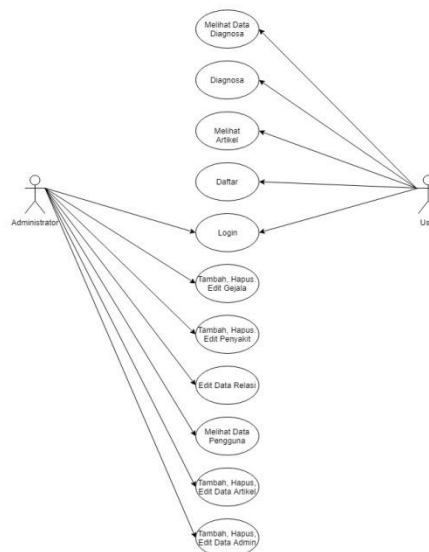 Melihat Data
Diagnosa
Diagnosa
Melihat
Artikel
Daftar
Administrator
Us
Login
Tambah, Hapus.
Edit Gejala
Tambah, Hapus.
Edit Penyakit
Edit Data Relasi
Melihat Data
Pengguna
Tambah, Hapus,
Edit Data Artikel
Tambah, Hapus,
Edit Data Admin